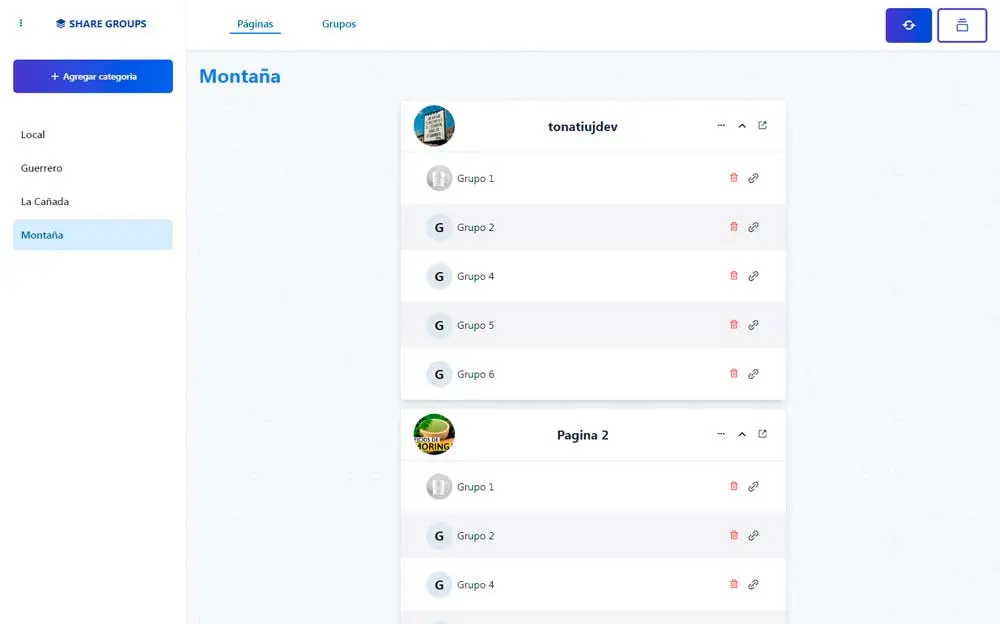 SHARE GROUPS
Páginas
Grupos
+ Agregar categoria
Local
Guerrero
La Cañada
Montaña
Montaña
tonatiujdev
Grupo 1
G Grupo 2
G Grupo 4
G Grupo 5
G Grupo 6
Pagina 2
Grupo 1
G Grupo 2
G Grupo 4